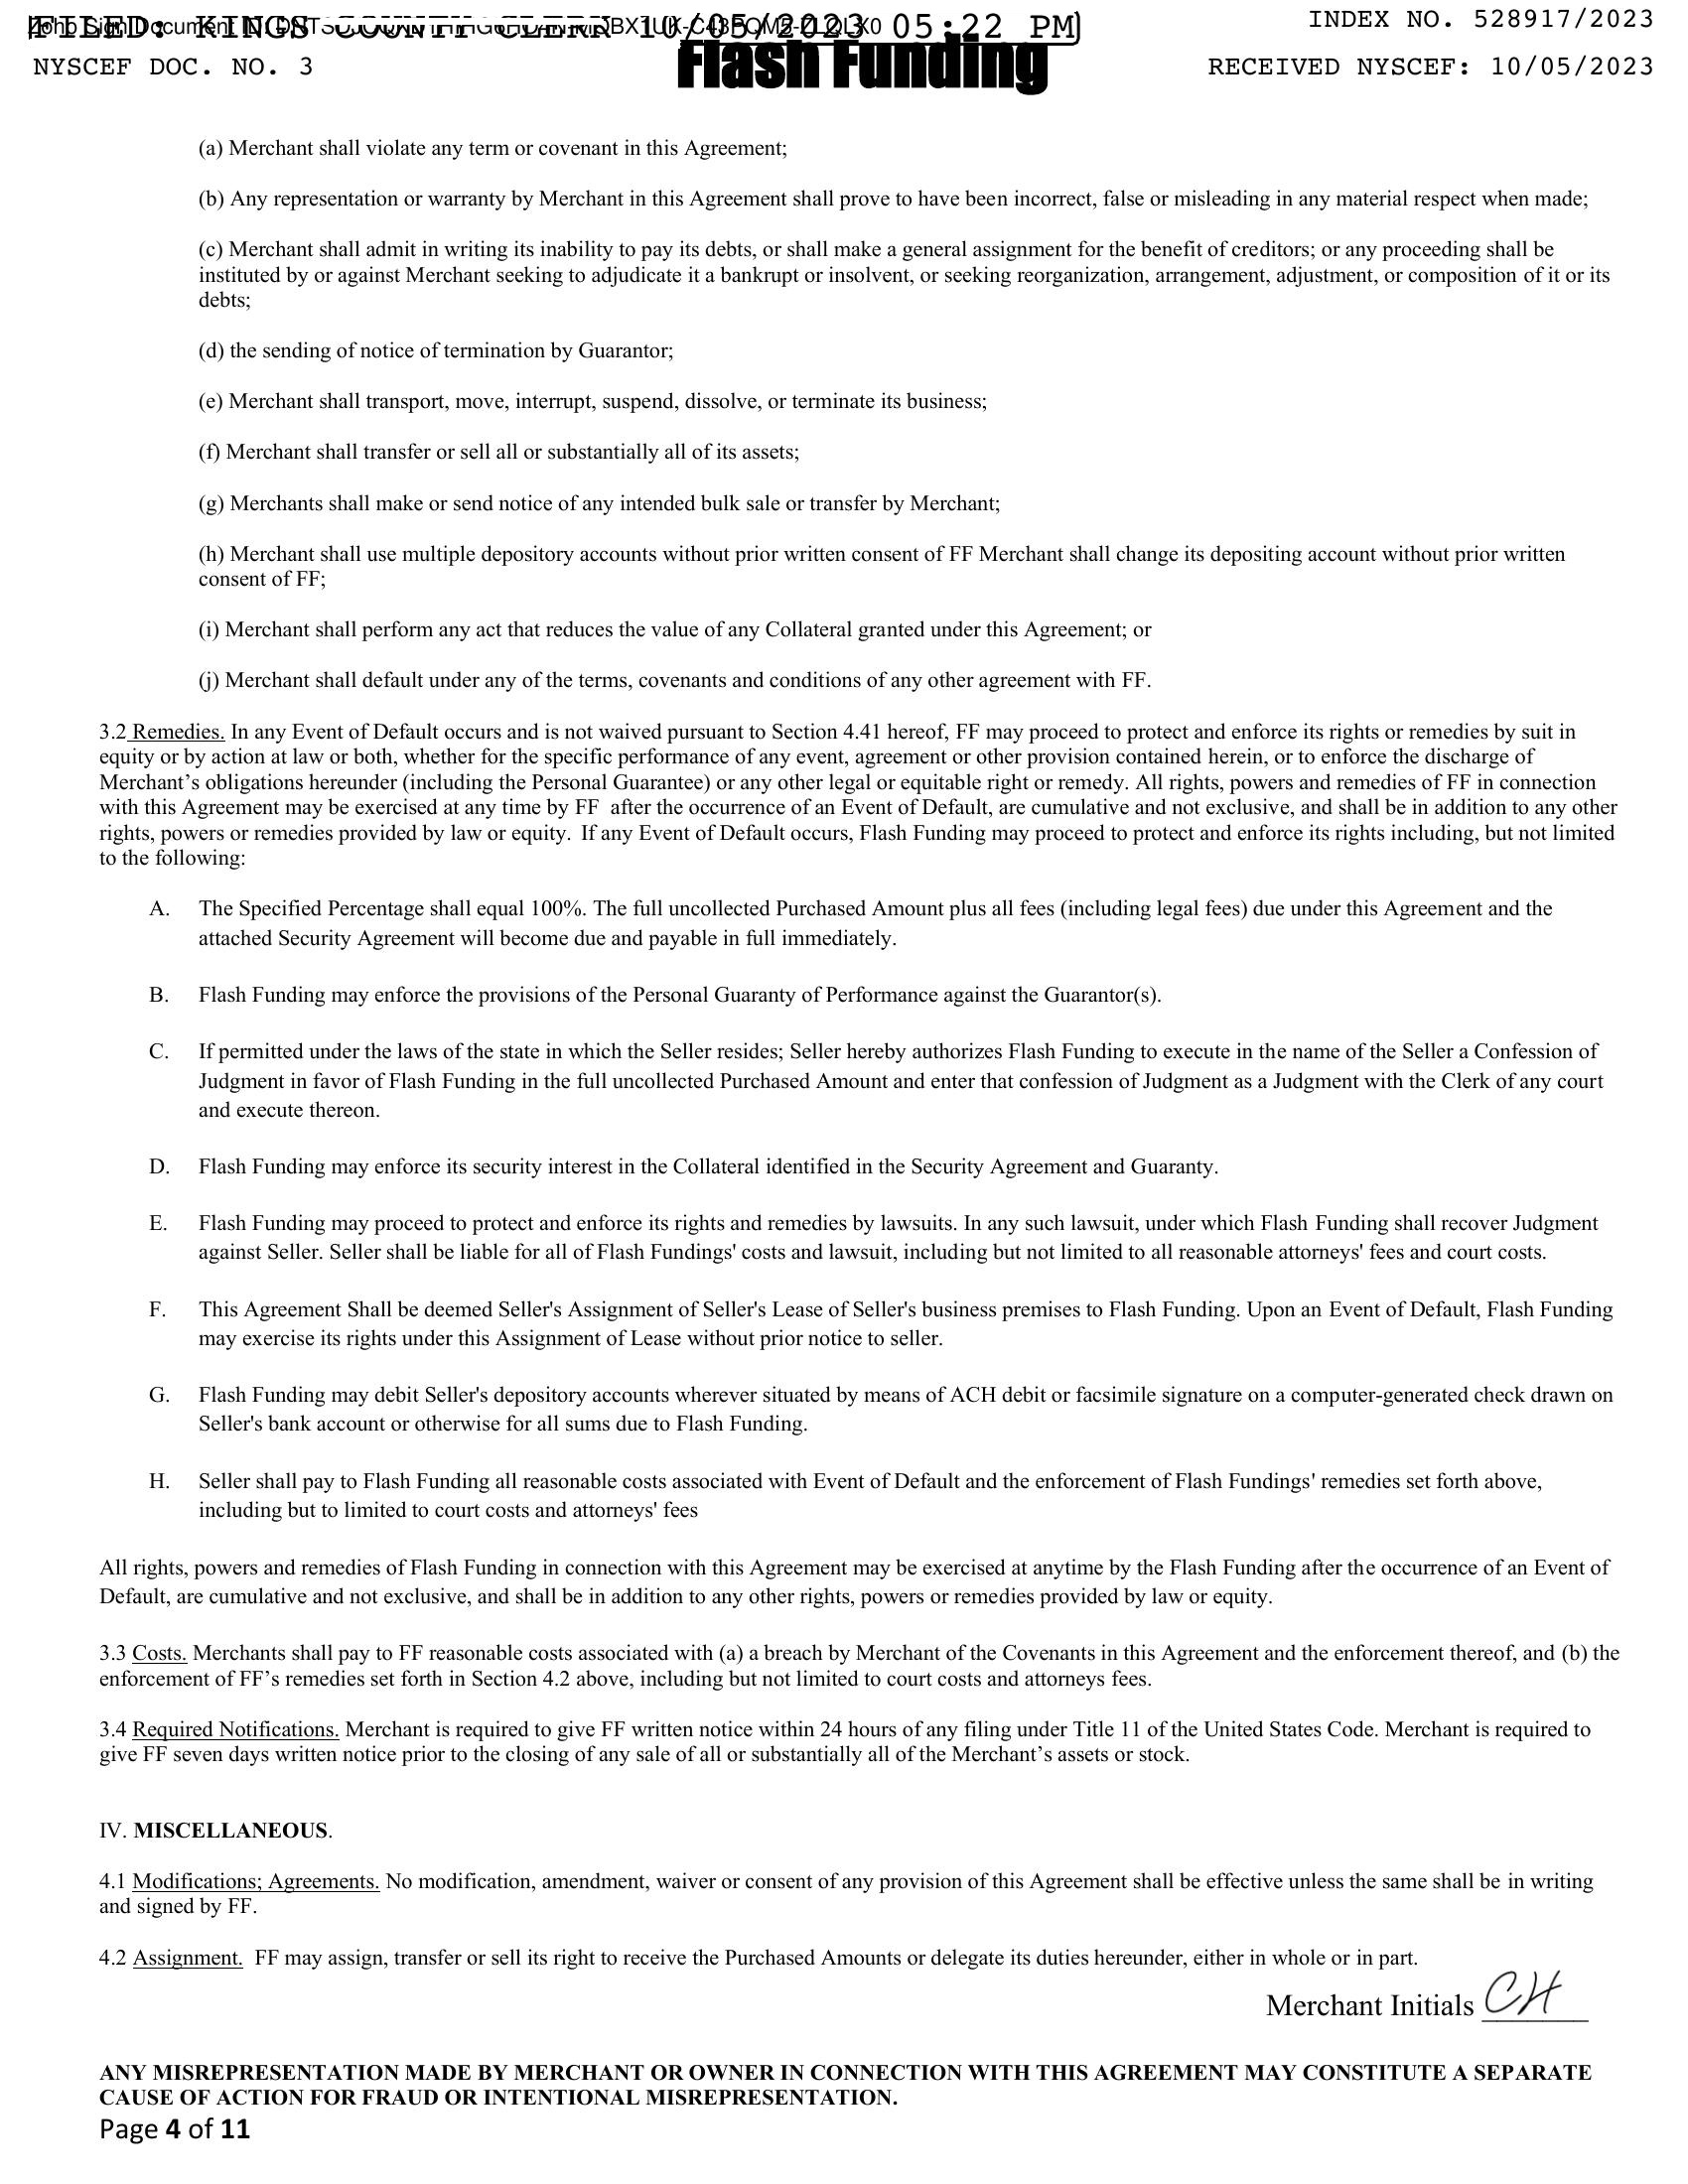 FILED: KINGS COUNTY CLERK 10/05/2023 05:22 PM
INDEX NO. 528917/2023
NYSCEF DOC. NO. 3
RECEIVED NYSCEF: 10/05/2023
Flash Funding
(a) Merchant shall violate any term or covenant in this Agreement;
(b) Any representation or warranty by Merchant in this Agreement shall prove to have been incorrect, false or misleading in any material respect when made;
(c) Merchant shall admit in writing its inability to pay its debts, or shall make a general assignment for the benefit of creditors; or any proceeding shall be
instituted by or against Merchant seeking to adjudicate it a bankrupt or insolvent, or seeking reorganization, arrangement, adjustment, or composition of it or its
debts;
(d) the sending of notice of termination by Guarantor;
(e) Merchant shall transport, move, interrupt, suspend, dissolve, or terminate its business;
(f) Merchant shall transfer or sell all or substantially all of its assets;
(g) Merchants shall make or send notice of any intended bulk sale or transfer by Merchant;
(h) Merchant shall use multiple depository accounts without prior written consent of FF Merchant shall change its depositing account without prior written
consent of FF;
(i) Merchant shall perform any act that reduces the value of any Collateral granted under this Agreement; or
(j) Merchant shall default under any of the terms, covenants and conditions of any other agreement with FF.
3.2 Remedies. In any Event of Default occurs and is not waived pursuant to Section 4.41 hereof, FF may proceed to protect and enforce its rights or remedies by suit in
equity or by action at law or both, whether for the specific performance of any event, agreement or other provision contained herein, or to enforce the discharge of
Merchant’s obligations hereunder (including the Personal Guarantee) or any other legal or equitable right or remedy. All rights, powers and remedies of FF in connection
with this Agreement may be exercised at any time by FF after the occurrence of an Event of Default, are cumulative and not exclusive, and shall be in addition to any other
rights, powers or remedies provided by law or equity. If any Event of Default occurs, Flash Funding may proceed to protect and enforce its rights including, but not limited
to the following:
A. The Specified Percentage shall equal 100%. The full uncollected Purchased Amount plus all fees (including legal fees) due under this Agreement and the
attached Security Agreement will become due and payable in full immediately.
B. Flash Funding may enforce the provisions of the Personal Guaranty of Performance against the Guarantor(s).
C. If permitted under the laws of the state in which the Seller resides; Seller hereby authorizes Flash Funding to execute in the name of the Seller a Confession of
Judgment in favor of Flash Funding in the full uncollected Purchased Amount and enter that confession of Judgment as a Judgment with the Clerk of any court
and execute thereon.
D. Flash Funding may enforce its security interest in the Collateral identified in the Security Agreement and Guaranty.
E. Flash Funding may proceed to protect and enforce its rights and remedies by lawsuits. In any such lawsuit, under which Flash Funding shall recover Judgment
against Seller. Seller shall be liable for all of Flash Fundings' costs and lawsuit, including but not limited to all reasonable attorneys' fees and court costs.
F. This Agreement Shall be deemed Seller's Assignment of Seller's Lease of Seller's business premises to Flash Funding. Upon an Event of Default, Flash Funding
may exercise its rights under this Assignment of Lease without prior notice to seller.
G. Flash Funding may debit Seller's depository accounts wherever situated by means of ACH debit or facsimile signature on a computer-generated check drawn on
Seller's bank account or otherwise for all sums due to Flash Funding.
H. Seller shall pay to Flash Funding all reasonable costs associated with Event of Default and the enforcement of Flash Fundings' remedies set forth above,
including but to limited to court costs and attorneys' fees
All rights, powers and remedies of Flash Funding in connection with this Agreement may be exercised at anytime by the Flash Funding after the occurrence of an Event of
Default, are cumulative and not exclusive, and shall be in addition to any other rights, powers or remedies provided by law or equity.
3.3 Costs. Merchants shall pay to FF reasonable costs associated with (a) a breach by Merchant of the Covenants in this Agreement and the enforcement thereof, and (b) the
enforcement of FF’s remedies set forth in Section 4.2 above, including but not limited to court costs and attorneys fees.
3.4 Required Notifications. Merchant is required to give FF written notice within 24 hours of any filing under Title 11 of the United States Code. Merchant is required to
give FF seven days written notice prior to the closing of any sale of all or substantially all of the Merchant’s assets or stock.
IV. MISCELLANEOUS.
4.1 Modifications; Agreements. No modification, amendment, waiver or consent of any provision of this Agreement shall be effective unless the same shall be in writing
and signed by FF.
4.2 Assignment. FF may assign, transfer or sell its right to receive the Purchased Amounts or delegate its duties hereunder, either in whole or in part.
Merchant Initials CH
ANY MISREPRESENTATION MADE BY MERCHANT OR OWNER IN CONNECTION WITH THIS AGREEMENT MAY CONSTITUTE A SEPARATE
CAUSE OF ACTION FOR FRAUD OR INTENTIONAL MISREPRESENTATION.
Page 4 of 11